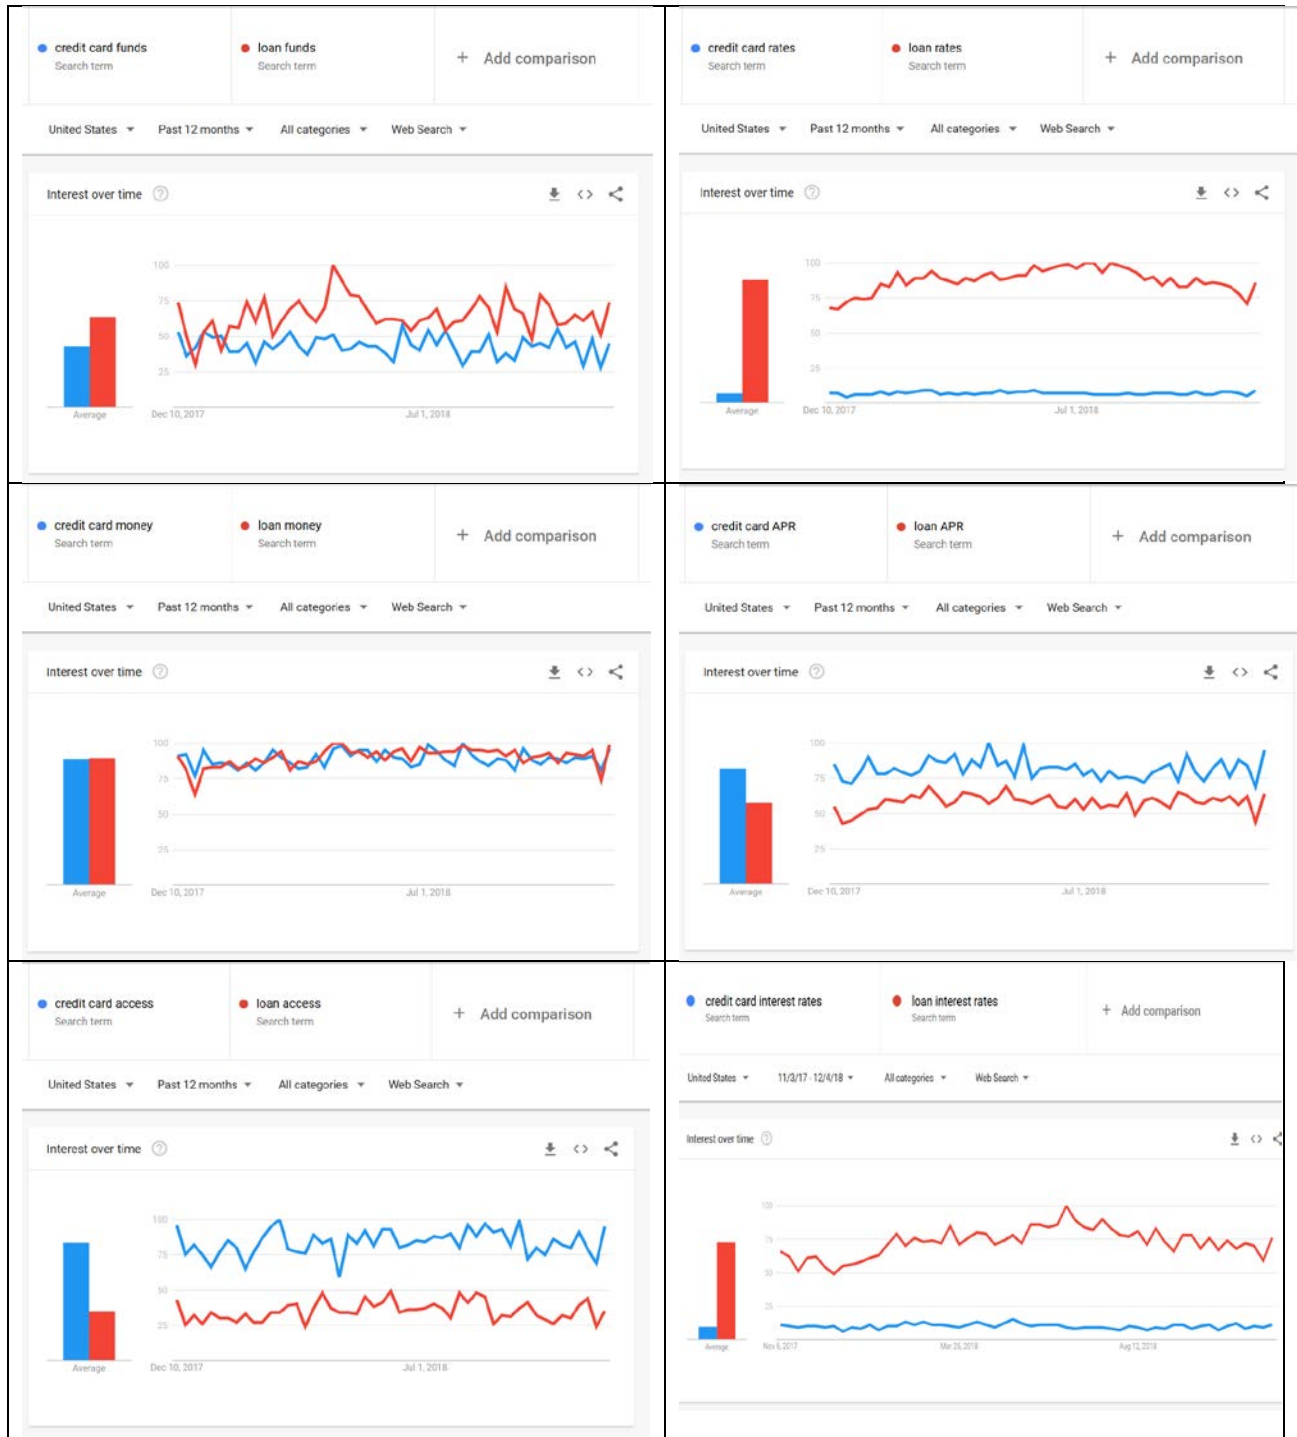 credit card funds
Search term
loan funds
Search term
+ Add comparison
United States
Past 12 months
All categories
Web Search
Interest over time
100
75
50
25
Average
Dec 10, 2017
Jul 1, 2018
credit card rates
Search term
loan rates
Search term
+ Add comparison
United States
Past 12 months
All categories
Web Search
Interest over time
100
75
50
25
Average
Dec 10, 2017
Jul 1, 2018
credit card money
Search term
loan money
Search term
+ Add comparison
United States
Past 12 months
All categories
Web Search
Interest over time
100
75
50
25
Average
Dec 10, 2017
Jul 1, 2018
credit card APR
Search term
loan APR
Search term
+ Add comparison
United States
Past 12 months
All categories
Web Search
Interest over time
100
75
50
25
Average
Dec 10, 2017
Jul 1, 2018
credit card access
Search term
loan access
Search term
+ Add comparison
United States
Past 12 months
All categories
Web Search
Interest over time
100
75
50
25
Average
Dec 10, 2017
Jul 1, 2018
credit card interest rates
Search term
loan interest rates
Search term
+ Add comparison
United States
11/3/17 - 12/4/18
All categories
Web Search
Interest over time
100
75
50
25
Average
Nov 6, 2017
Mar 26, 2018
Aug 12, 2018